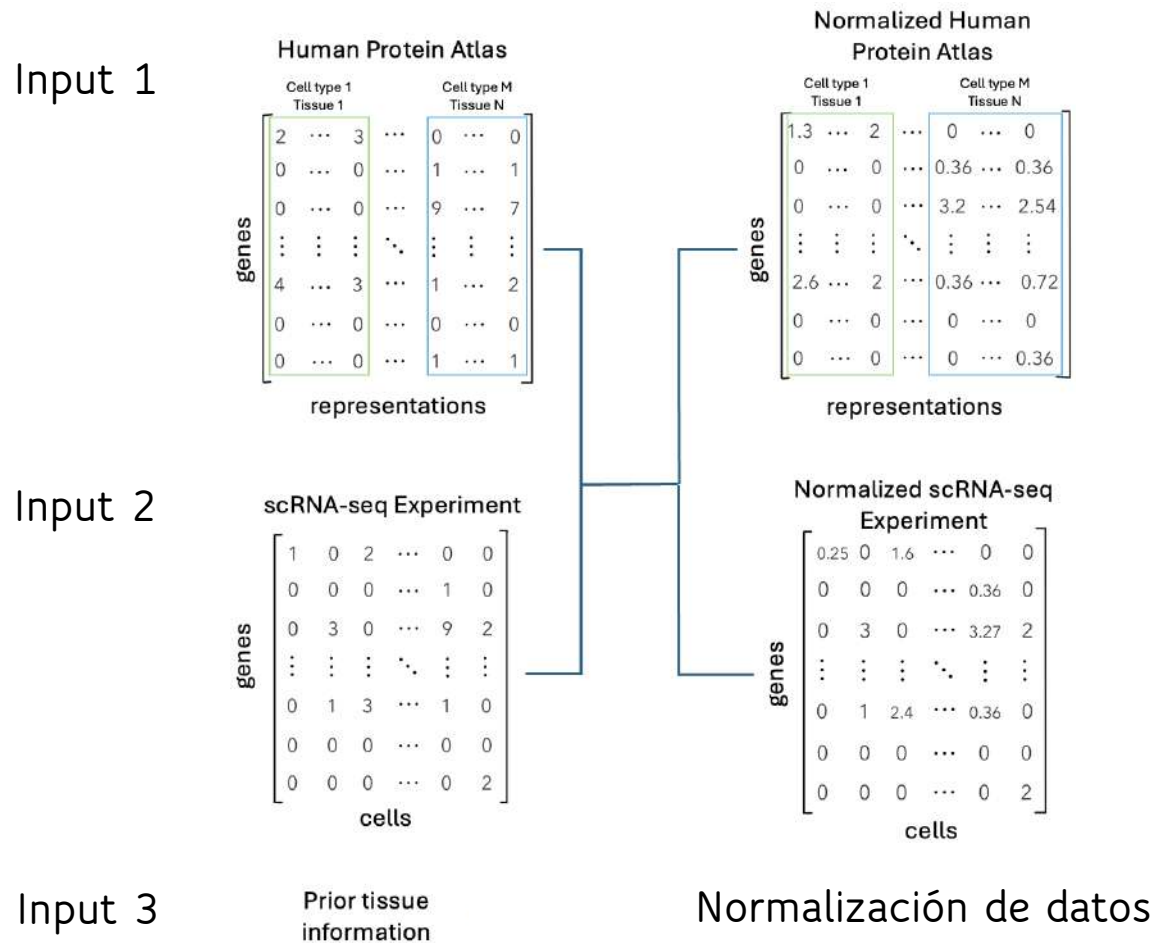 Input 1
Human Protein Atlas
Cell type 1
Tissue 1
Cell type M
Tissue N
genes
2 ⋯ 3 ⋯ 0 ⋯ 0
0 ⋯ 0 ⋯ 1 ⋯ 1
0 ⋯ 0 ⋯ 9 ⋯ 7
⋮ ⋮ ⋮ ⋱ ⋮ ⋮ ⋮
4 ⋯ 3 ⋯ 1 ⋯ 2
0 ⋯ 0 ⋯ 0 ⋯ 0
0 ⋯ 0 ⋯ 1 ⋯ 1
representations
Normalized Human
Protein Atlas
Cell type 1
Tissue 1
Cell type M
Tissue N
genes
1.3 ⋯ 2 ⋯ 0 ⋯ 0
0 ⋯ 0 ⋯ 0.36 ⋯ 0.36
0 ⋯ 0 ⋯ 3.2 ⋯ 2.54
⋮ ⋮ ⋮ ⋱ ⋮ ⋮ ⋮
2.6 ⋯ 2 ⋯ 0.36 ⋯ 0.72
0 ⋯ 0 ⋯ 0 ⋯ 0
0 ⋯ 0 ⋯ 0 ⋯ 0.36
representations
Input 2
scRNA-seq Experiment
genes
1 0 2 ⋯ 0 0
0 0 0 ⋯ 1 0
0 3 0 ⋯ 9 2
⋮ ⋮ ⋮ ⋱ ⋮ ⋮
0 1 3 ⋯ 1 0
0 0 0 ⋯ 0 0
0 0 0 ⋯ 0 2
cells
Normalized scRNA-seq
Experiment
genes
0.25 0 1.6 ⋯ 0 0
0 0 0 ⋯ 0.36 0
0 3 0 ⋯ 3.27 2
⋮ ⋮ ⋮ ⋱ ⋮ ⋮
0 1 2.4 ⋯ 0.36 0
0 0 0 ⋯ 0 0
0 0 0 ⋯ 0 2
cells
Input 3
Prior tissue
information
Normalización de datos